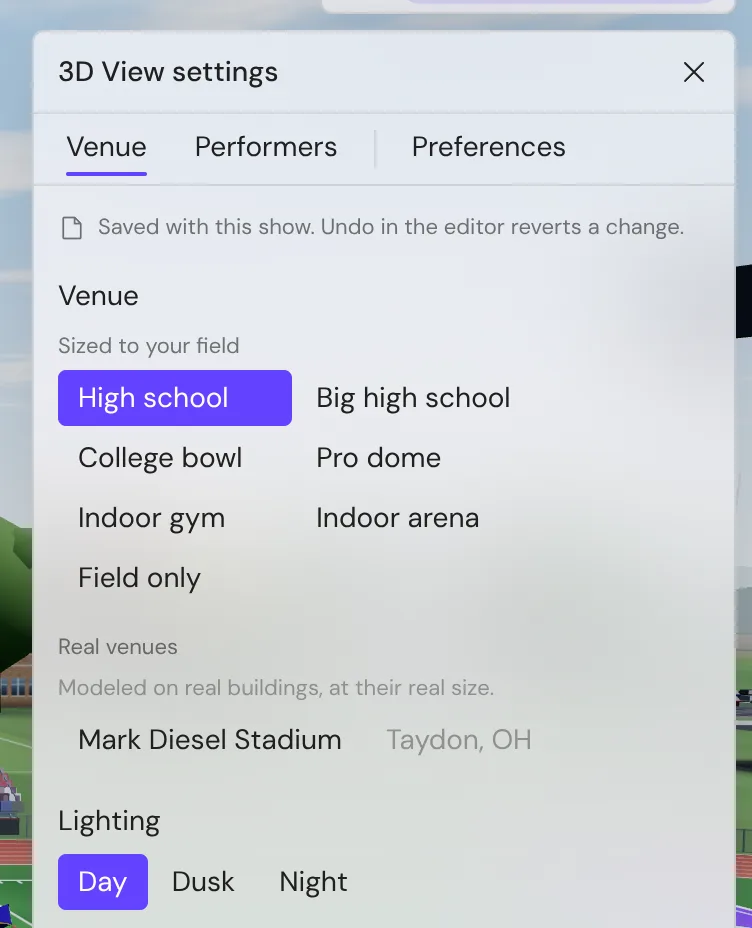 3D View settings
Venue Performers Preferences
Saved with this show. Undo in the editor reverts a change.
Venue
Sized to your field
High school Big high school
College bowl Pro dome
Indoor gym Indoor arena
Field only
Real venues
Modeled on real buildings, at their real size.
Mark Diesel Stadium Taydon, OH
Lighting
Day Dusk Night